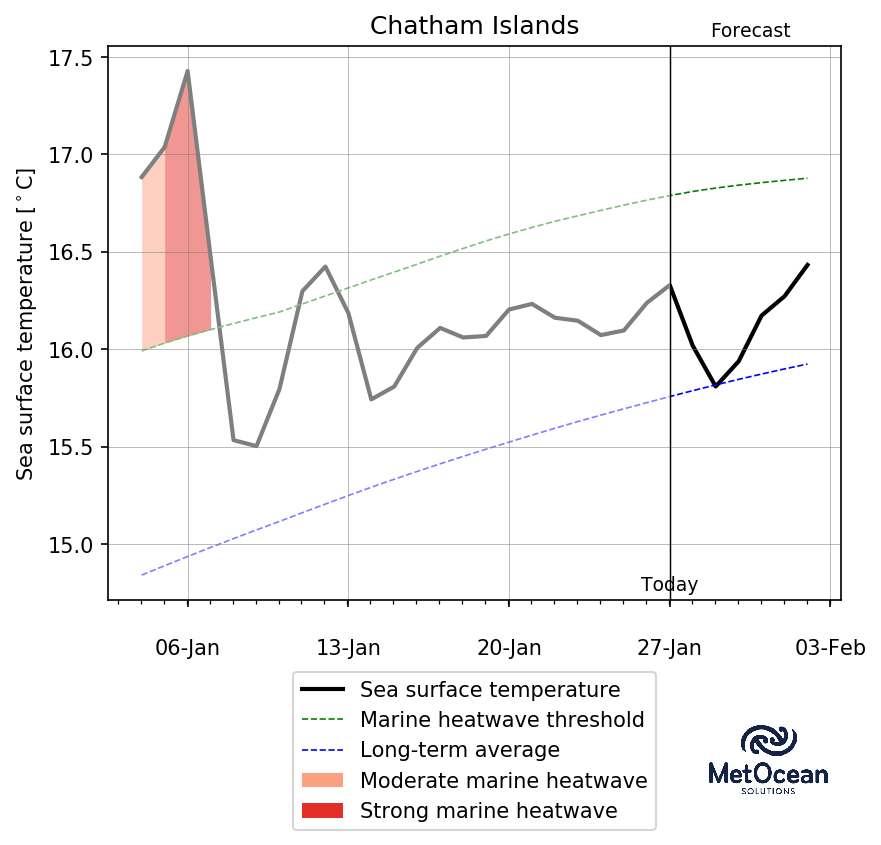 Chatham Islands
Forecast
17.5
17.0
16.5
16.0
15.5
15.0
Sea surface temperature [°C]
Today
06-Jan 13-Jan 20-Jan 27-Jan 03-Feb
Sea surface temperature
Marine heatwave threshold
Long-term average
Moderate marine heatwave
Strong marine heatwave
MetOcean
SOLUTIONS